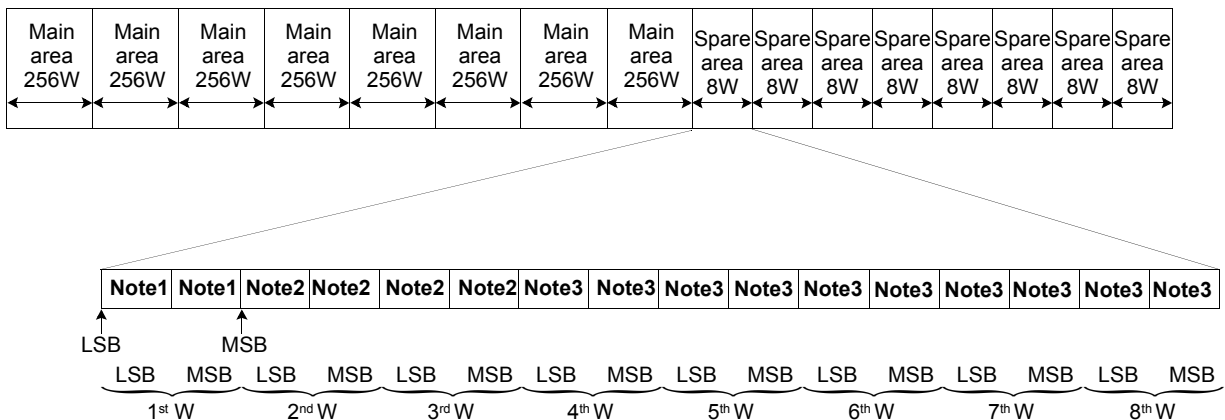 Main area 256W
Main area 256W
Main area 256W
Main area 256W
Main area 256W
Main area 256W
Main area 256W
Main area 256W
Spare area 8W
Spare area 8W
Spare area 8W
Spare area 8W
Spare area 8W
Spare area 8W
Spare area 8W
Spare area 8W
Note1 Note1 Note2 Note2 Note2 Note2 Note3 Note3 Note3 Note3 Note3 Note3 Note3 Note3 Note3 Note3
LSB MSB
LSB MSB LSB MSB LSB MSB LSB MSB LSB MSB LSB MSB LSB MSB LSB MSB
1st W 2nd W 3rd W 4th W 5th W 6th W 7th W 8th W